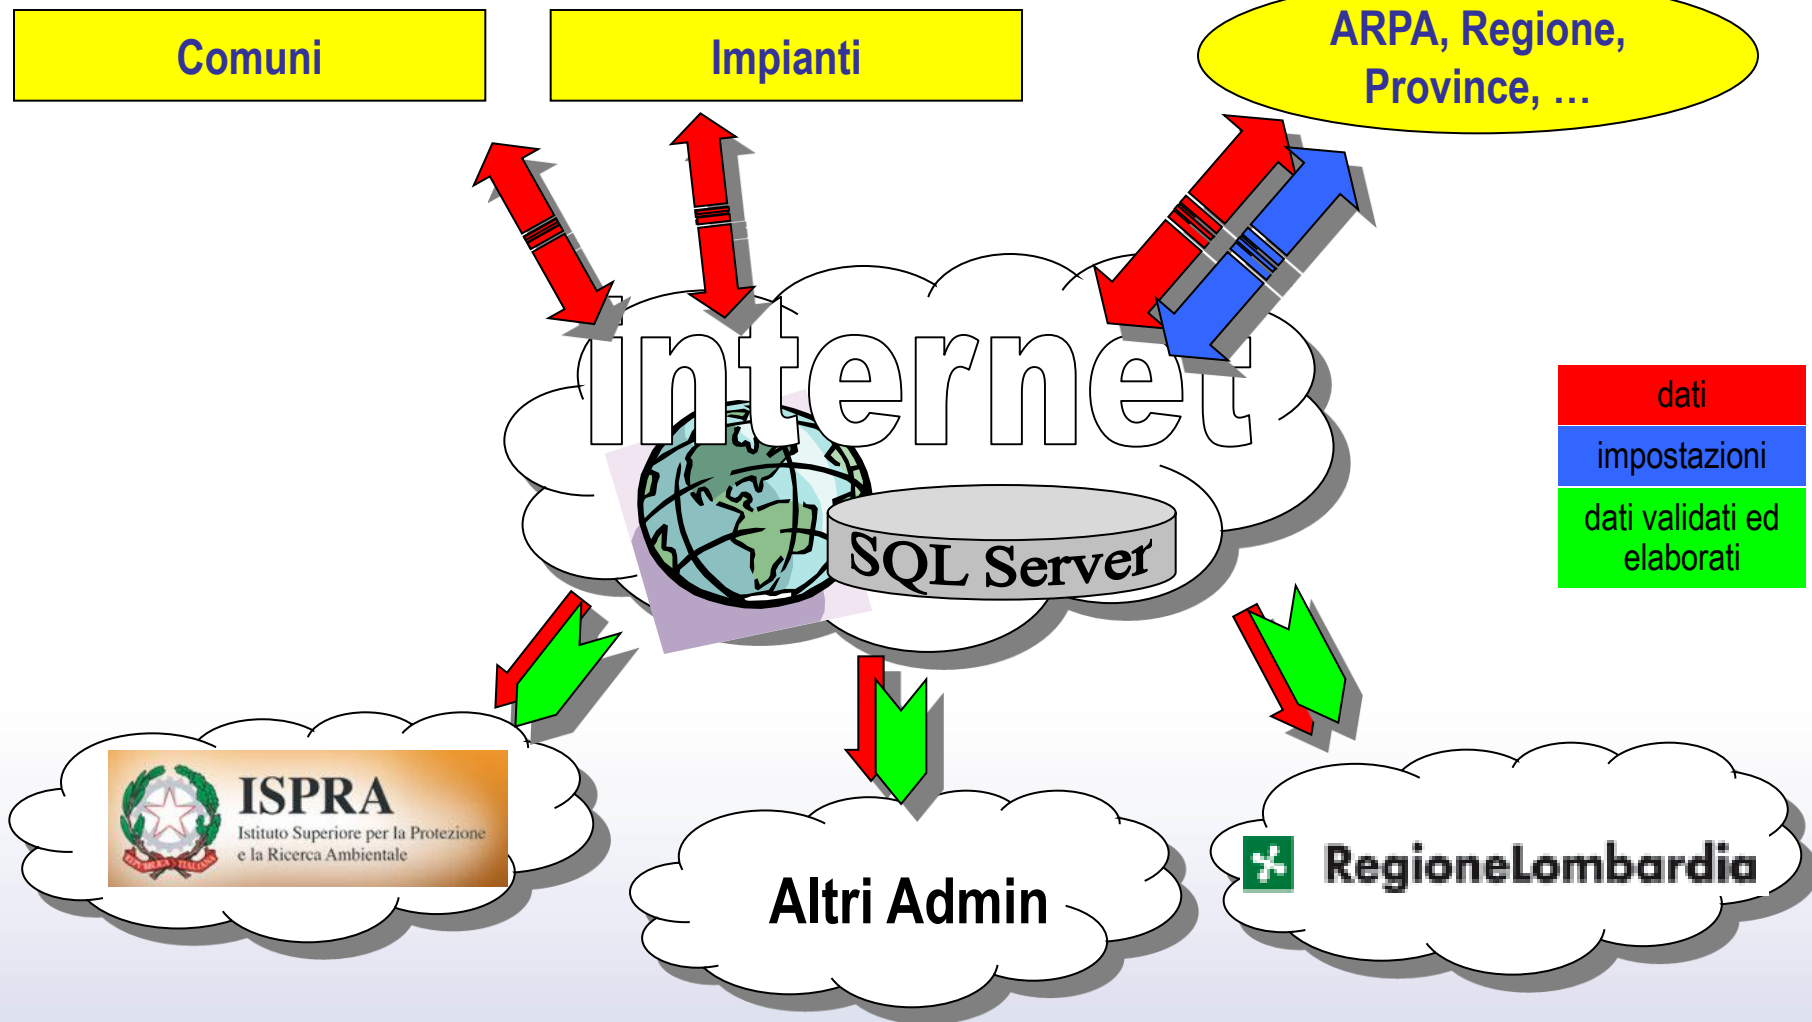 Comuni
Impianti
ARPA, Regione,
Province, …
internet
dati
impostazioni
dati validati ed
elaborati
SQL Server
ISPRA
Istituto Superiore per la Protezione
e la Ricerca Ambientale
Altri Admin
RegioneLombardia